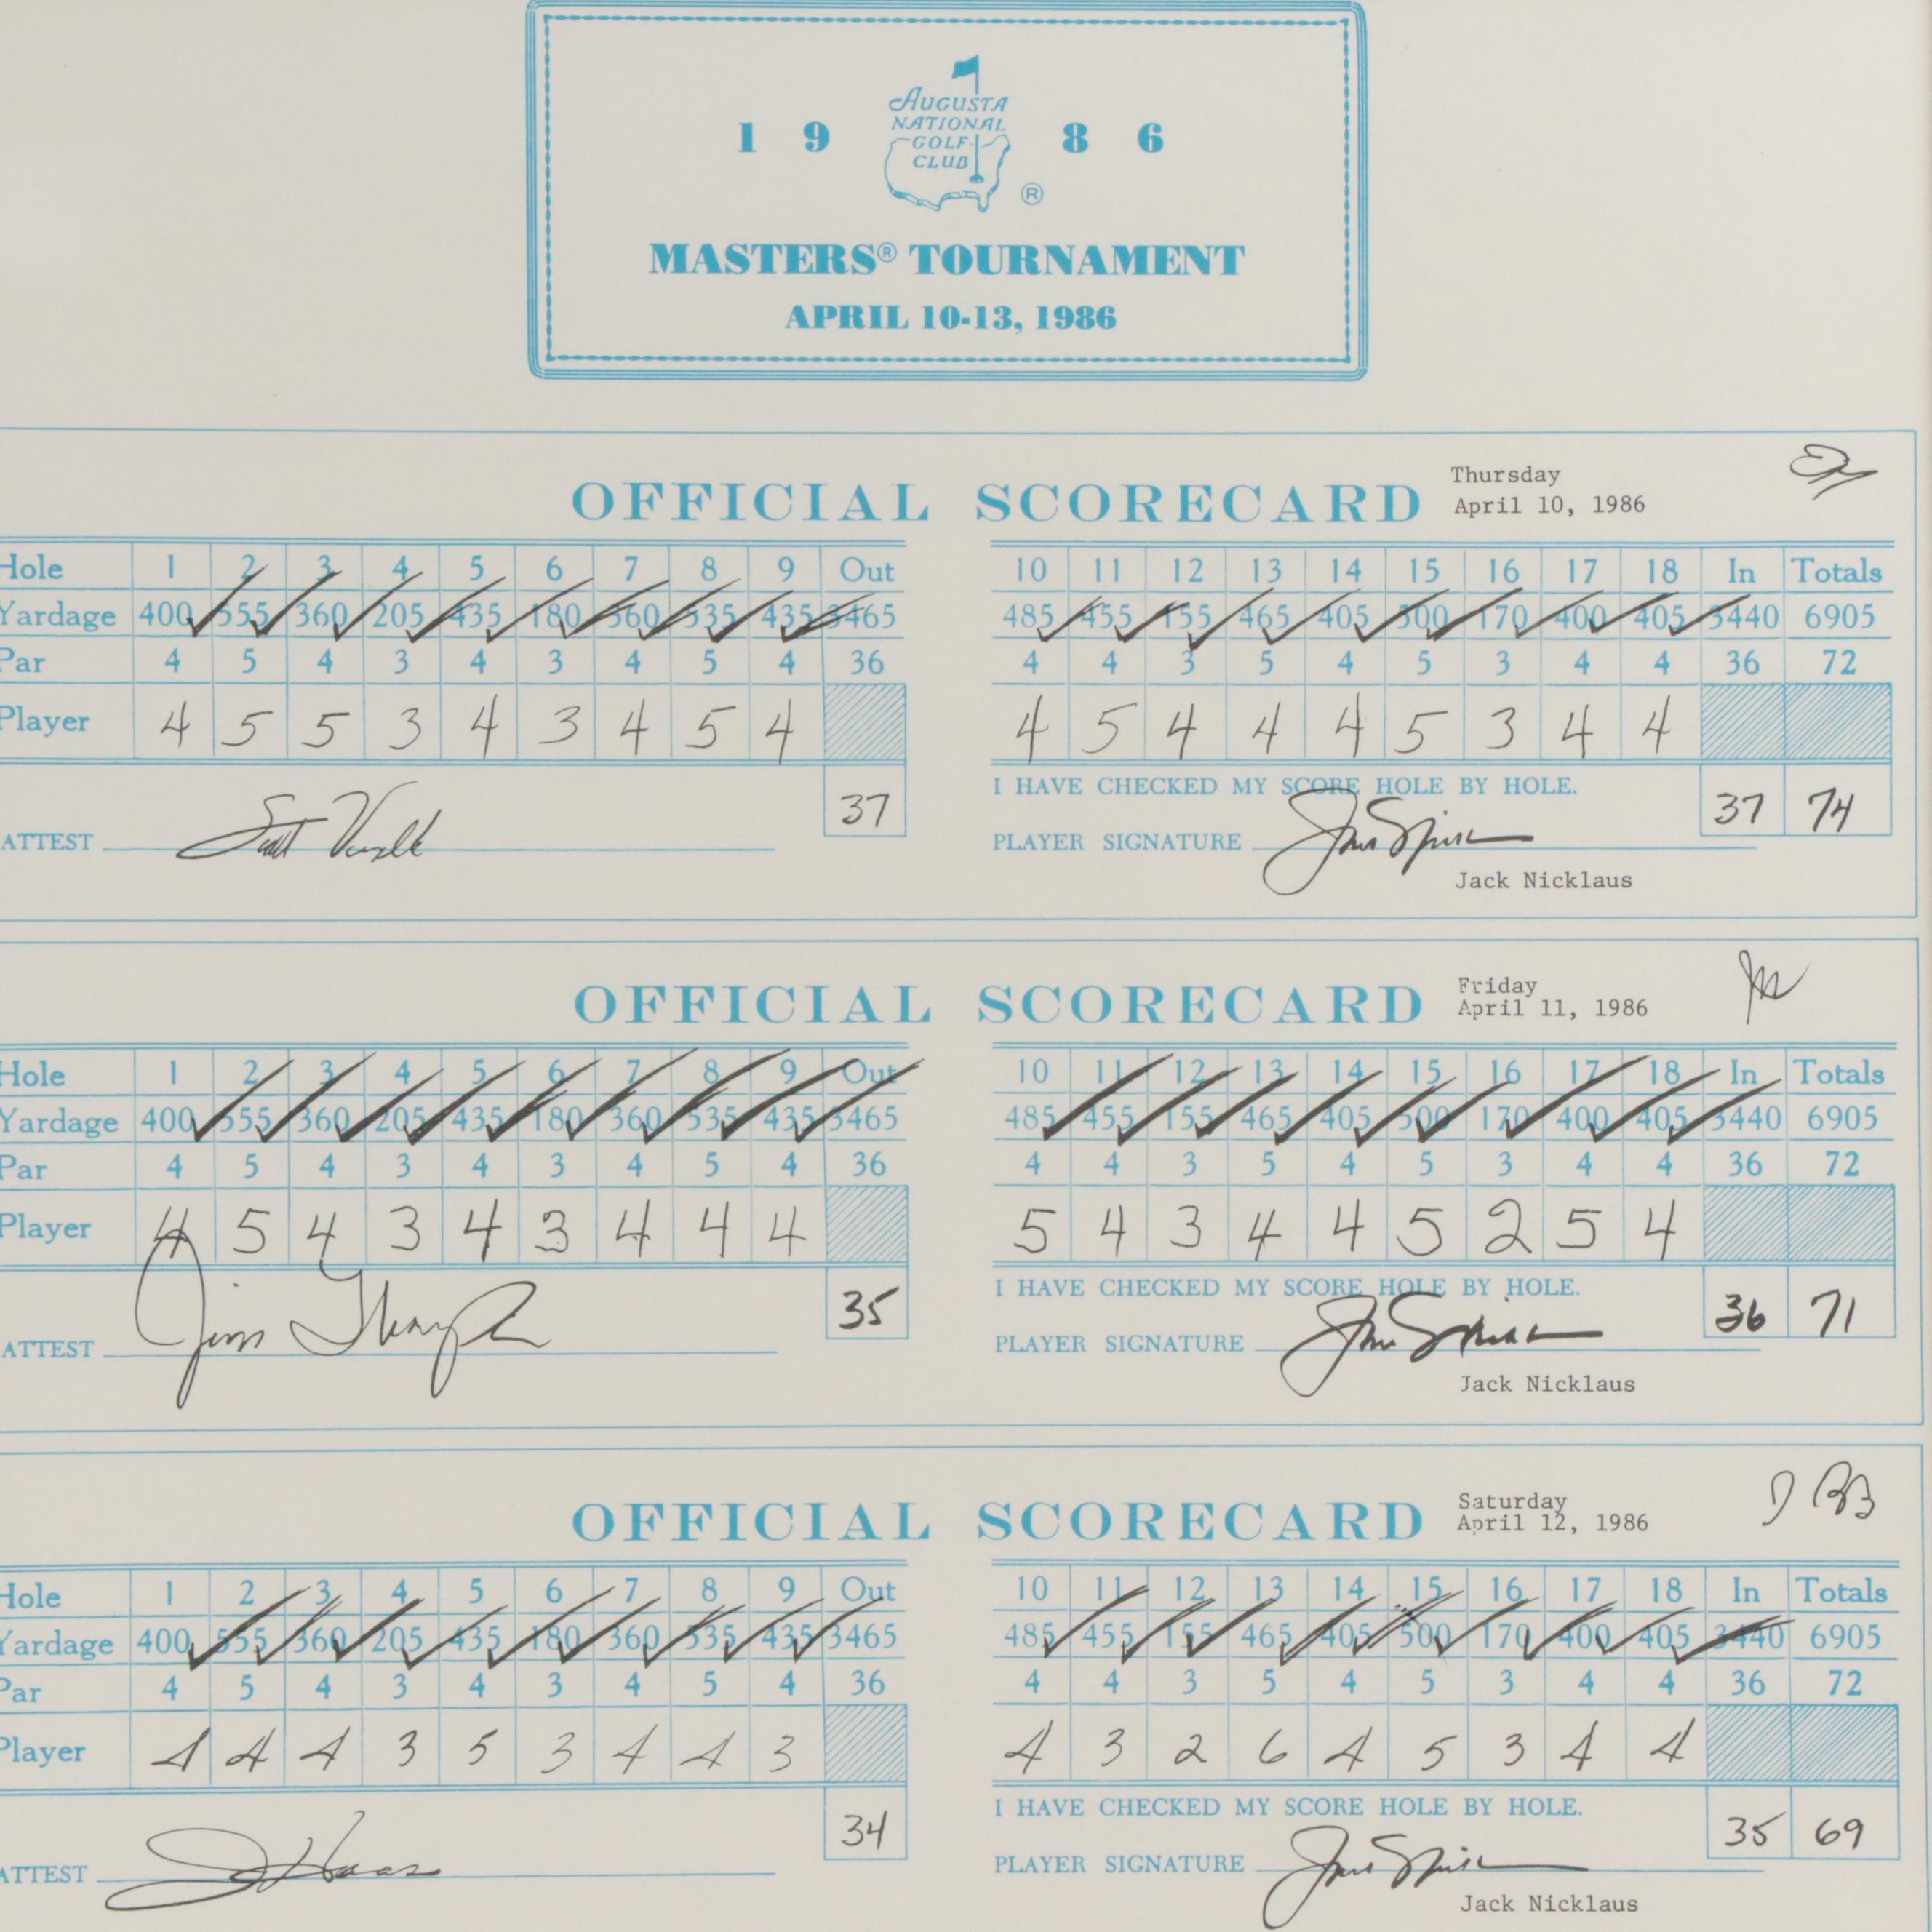 AUGUSTA
NATIONAL
GOLF
CLUB
1 9 8 6
®
MASTERS® TOURNAMENT
APRIL 10-13, 1986
OFFICIAL SCORECARD
Thursday
April 10, 1986
Hole 1 2 3 4 5 6 7 8 9 Out 10 11 12 13 14 15 16 17 18 In Totals
Yardage 400 555 360 205 435 180 360 535 435 3465 485 455 155 465 405 500 170 400 405 3440 6905
Par 4 5 4 3 4 3 4 5 4 36 4 4 3 5 4 5 3 4 4 36 72
Player 4 5 5 3 4 3 4 5 4 4 5 4 4 4 5 3 4 4
I HAVE CHECKED MY SCORE HOLE BY HOLE.
37 37 74
ATTEST Scott Verplk PLAYER SIGNATURE
Jack Nicklaus
OFFICIAL SCORECARD
Friday
April 11, 1986
Hole 1 2 3 4 5 6 7 8 9 Out 10 11 12 13 14 15 16 17 18 In Totals
Yardage 400 555 360 205 435 180 360 535 435 3465 485 455 155 465 405 500 170 400 405 3440 6905
Par 4 5 4 3 4 3 4 5 4 36 4 4 3 5 4 5 3 4 4 36 72
Player 4 5 4 3 4 3 4 4 4 5 4 3 4 4 5 2 5 4
I HAVE CHECKED MY SCORE HOLE BY HOLE.
35 36 71
ATTEST Jim Thorpe PLAYER SIGNATURE
Jack Nicklaus
OFFICIAL SCORECARD
Saturday
April 12, 1986
Hole 1 2 3 4 5 6 7 8 9 Out 10 11 12 13 14 15 16 17 18 In Totals
Yardage 400 555 360 205 435 180 360 535 435 3465 485 455 155 465 405 500 170 400 405 3440 6905
Par 4 5 4 3 4 3 4 5 4 36 4 4 3 5 4 5 3 4 4 36 72
Player 4 4 4 3 5 3 4 4 3 4 3 2 6 4 5 3 4 4
I HAVE CHECKED MY SCORE HOLE BY HOLE.
34 35 69
ATTEST J Haas PLAYER SIGNATURE
Jack Nicklaus